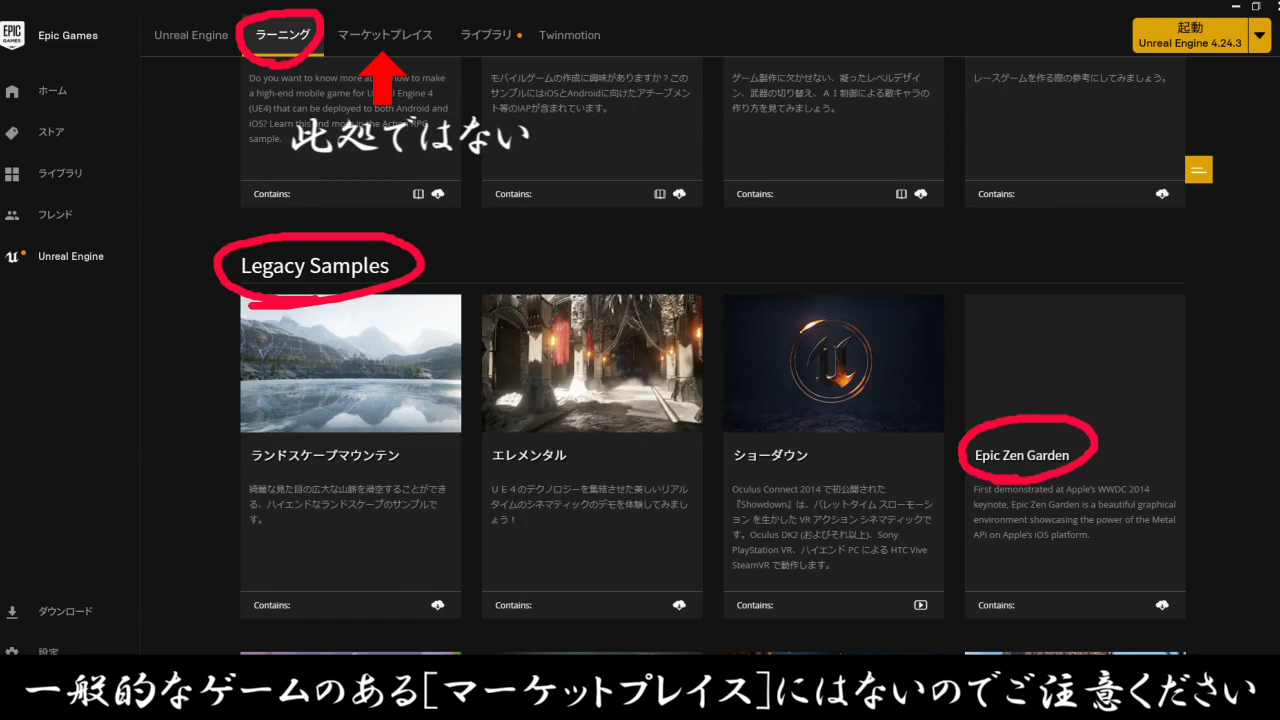 EPIC GAMES
Epic Games
Unreal Engine
ラーニング
マーケットプレイス
ライブラリ
Twinmotion
起動
Unreal Engine 4.24.3
ホーム
ストア
ライブラリ
フレンド
Unreal Engine
ダウンロード
設定
Do you want to know more about how to make
a high-end mobile game for Unreal Engine 4
(UE4) that can be deployed to both Android and
iOS? Learn this and more in the Action RPG
sample.
Contains:
モバイルゲームの作成に興味がありますか？この
サンプルにはiOSとAndroidに向けたアチーブメン
ト等のIAPが含まれています。
Contains:
ゲーム製作に欠かせない、凝ったレベルデザイ
ン、武器の切り替え、ＡＩ制御による敵キャラの
作り方を見てみましょう。
Contains:
レースゲームを作る際の参考にしてみましょう。
Contains:
此処ではない
Legacy Samples
ランドスケープマウンテン
綺麗な見た目の広大な山脈を滑空することができ
る、ハイエンドなランドスケープのサンプルで
す。
Contains:
エレメンタル
ＵＥ４のテクノロジーを集結させた美しいリアル
タイムのシネマティックのデモを体験してみまし
ょう！
Contains:
ショーダウン
Oculus Connect 2014 で初公開された
『Showdown』は、バレットタイム スローモーシ
ョン を生かした VR アクション シネマティックで
す。Oculus DK2 (およびそれ以上)、Sony
PlayStation VR、ハイエンド PC による HTC Vive
SteamVR で動作します。
Contains:
Epic Zen Garden
First demonstrated at Apple's WWDC 2014
keynote, Epic Zen Garden is a beautiful graphical
environment showcasing the power of the Metal
API on Apple's iOS platform.
Contains:
一般的なゲームのある[マーケットプレイス]にはないのでご注意ください